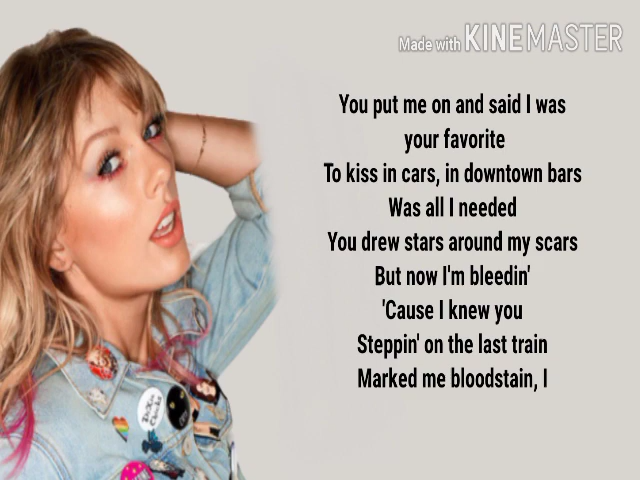 Made with KINEMASTER
You put me on and said I was
your favorite
To kiss in cars, in downtown bars
Was all I needed
You drew stars around my scars
But now I'm bleedin'
'Cause I knew you
Steppin' on the last train
Marked me bloodstain, I